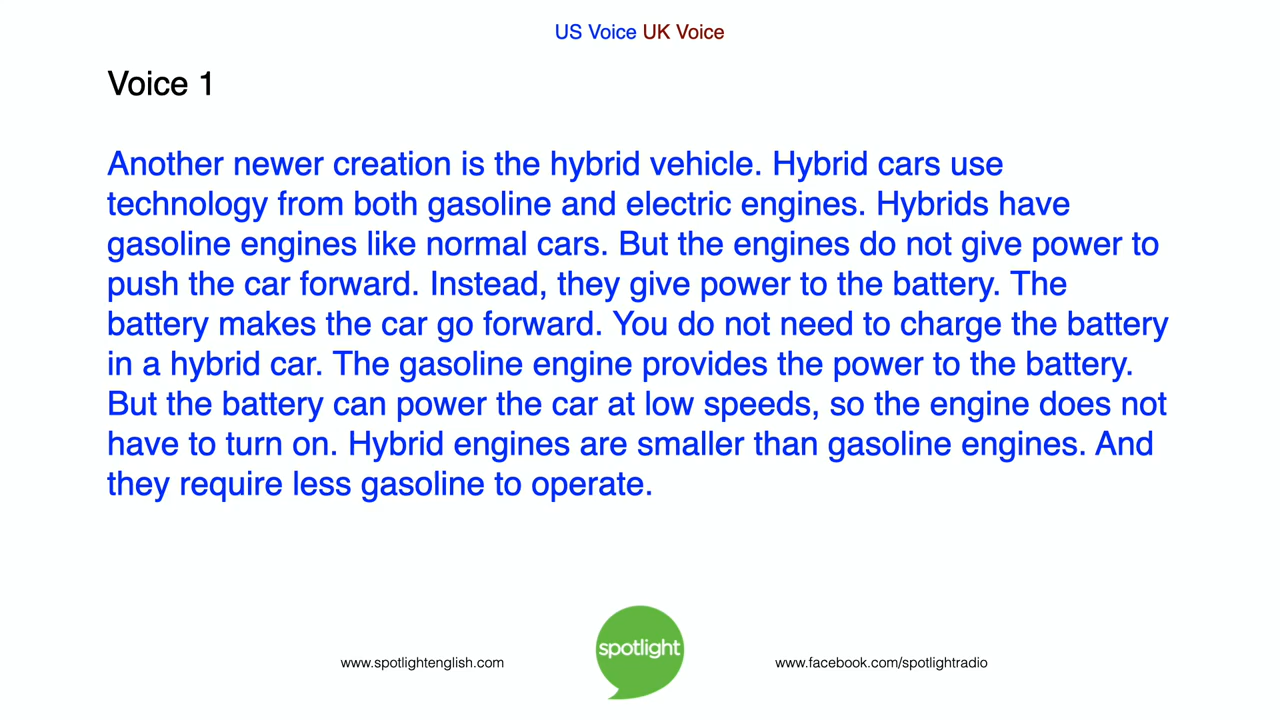 US Voice UK Voice
Voice 1
Another newer creation is the hybrid vehicle. Hybrid cars use
technology from both gasoline and electric engines. Hybrids have
gasoline engines like normal cars. But the engines do not give power to
push the car forward. Instead, they give power to the battery. The
battery makes the car go forward. You do not need to charge the battery
in a hybrid car. The gasoline engine provides the power to the battery.
But the battery can power the car at low speeds, so the engine does not
have to turn on. Hybrid engines are smaller than gasoline engines. And
they require less gasoline to operate.
spotlight
www.spotlightenglish.com
www.facebook.com/spotlightradio